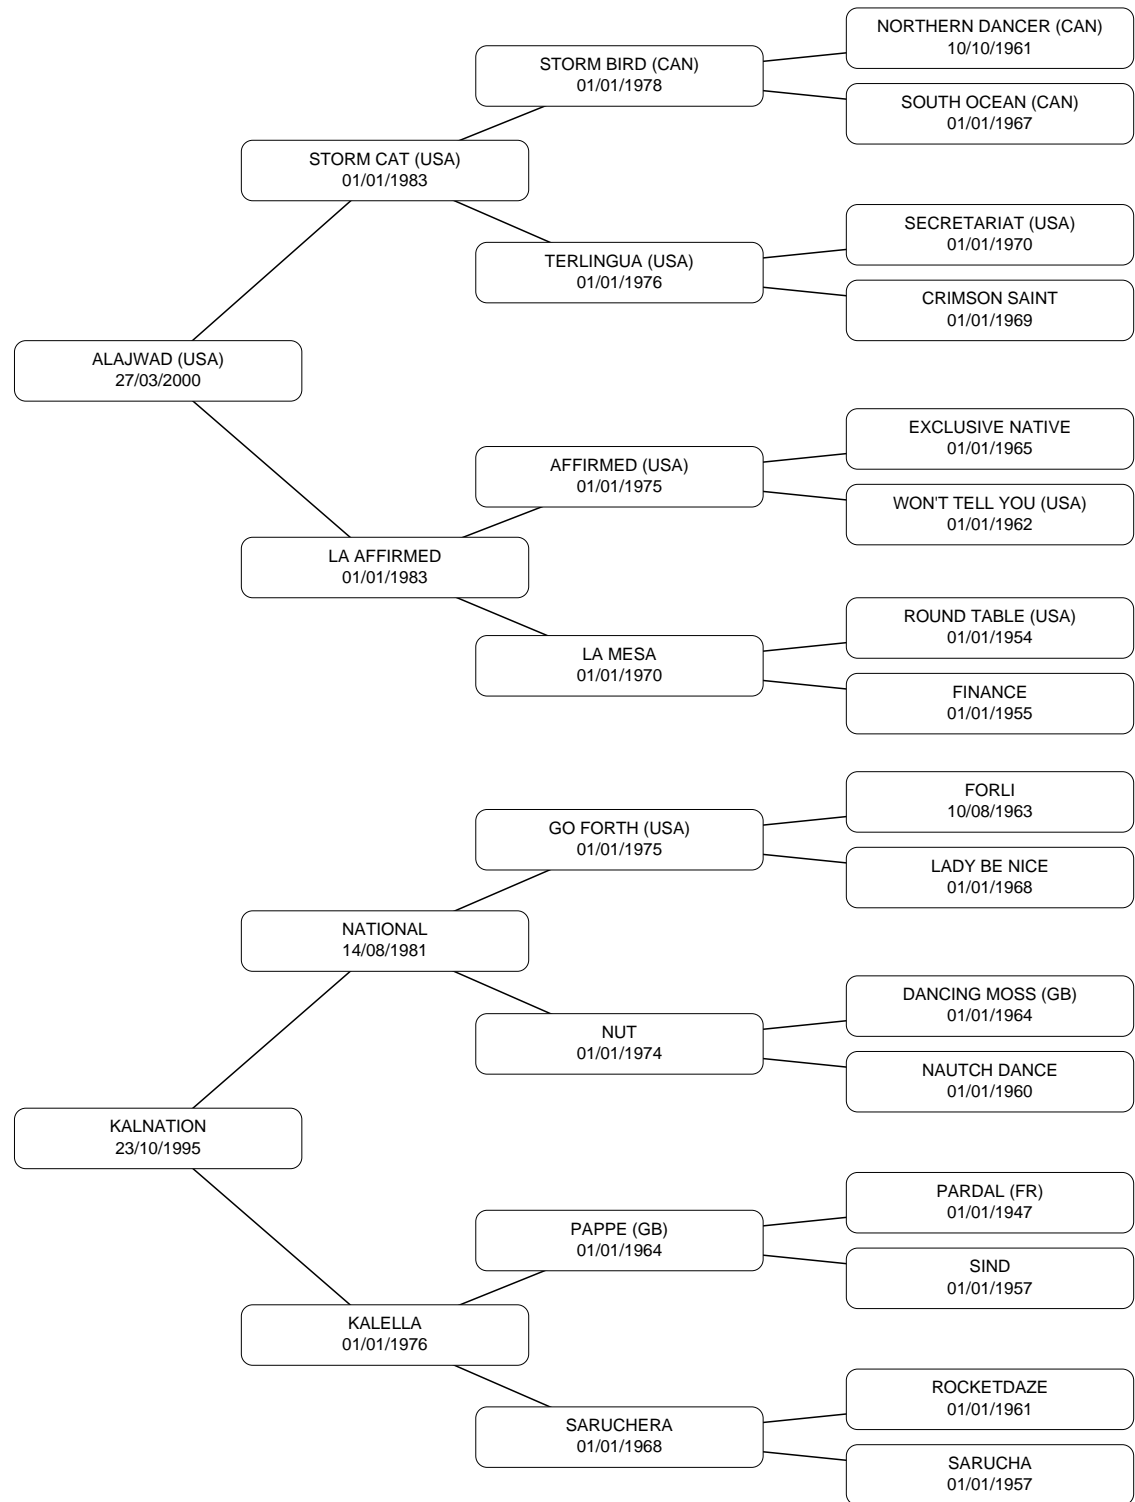 NORTHERN DANCER (CAN)
10/10/1961
STORM BIRD (CAN)
01/01/1978
SOUTH OCEAN (CAN)
01/01/1967
STORM CAT (USA)
01/01/1983
SECRETARIAT (USA)
01/01/1970
TERLINGUA (USA)
01/01/1976
CRIMSON SAINT
01/01/1969
ALAJWAD (USA)
27/03/2000
EXCLUSIVE NATIVE
01/01/1965
AFFIRMED (USA)
01/01/1975
WON'T TELL YOU (USA)
01/01/1962
LA AFFIRMED
01/01/1983
ROUND TABLE (USA)
01/01/1954
LA MESA
01/01/1970
FINANCE
01/01/1955
FORLI
10/08/1963
GO FORTH (USA)
01/01/1975
LADY BE NICE
01/01/1968
NATIONAL
14/08/1981
DANCING MOSS (GB)
01/01/1964
NUT
01/01/1974
NAUTCH DANCE
01/01/1960
KALNATION
23/10/1995
PARDAL (FR)
01/01/1947
PAPPE (GB)
01/01/1964
SIND
01/01/1957
KALELLA
01/01/1976
ROCKETDAZE
01/01/1961
SARUCHERA
01/01/1968
SARUCHA
01/01/1957